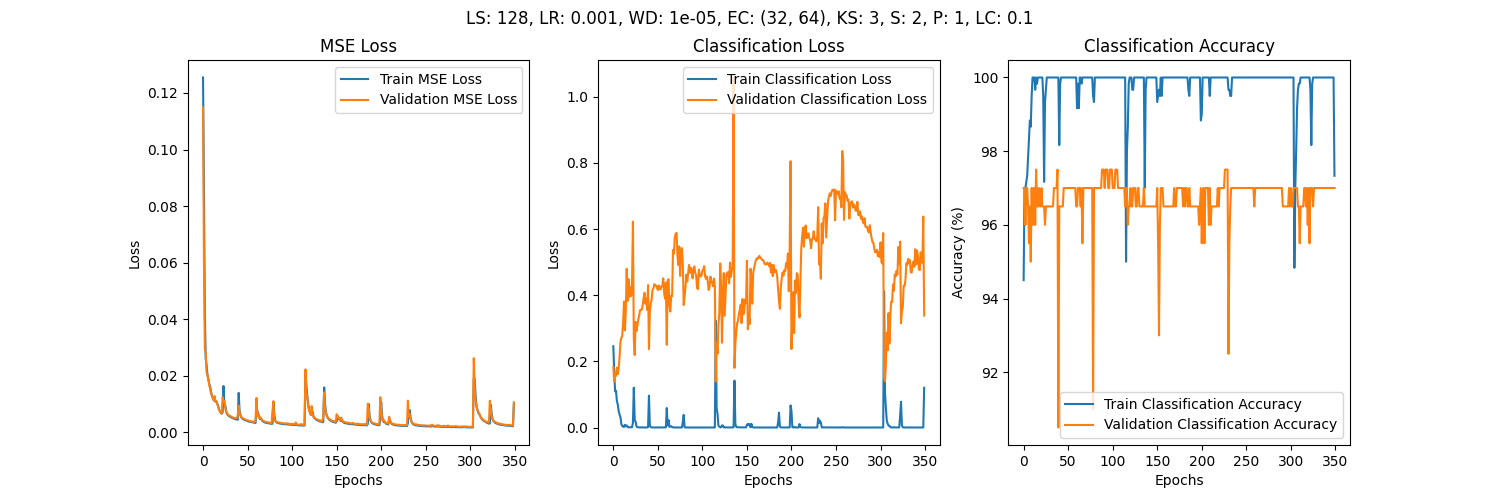 LS: 128, LR: 0.001, WD: 1e-05, EC: (32, 64), KS: 3, S: 2, P: 1, LC: 0.1
MSE Loss
Train MSE Loss
Validation MSE Loss
0.12
0.10
0.08
0.06
0.04
0.02
0.00
Loss
0 50 100 150 200 250 300 350
Epochs
Classification Loss
Train Classification Loss
Validation Classification Loss
1.0
0.8
0.6
0.4
0.2
0.0
Loss
0 50 100 150 200 250 300 350
Epochs
Classification Accuracy
100
98
96
94
92
Accuracy (%)
Train Classification Accuracy
Validation Classification Accuracy
0 50 100 150 200 250 300 350
Epochs